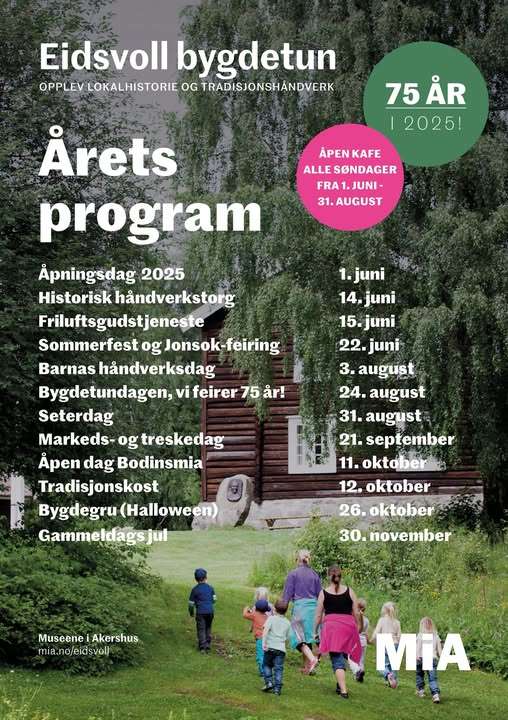 Eidsvoll bygdetun
OPPLEV LOKALHISTORIE OG TRADISJONSHÅNDVERK
75 ÅR
I 2025!
ÅPEN KAFE
ALLE SØNDAGER
FRA 1. JUNI -
31. AUGUST
Årets
program
Åpningsdag 2025 1. juni
Historisk håndverkstorg 14. juni
Friluftsgudstjeneste 15. juni
Sommerfest og Jonsok-feiring 22. juni
Barnas håndverksdag 3. august
Bygdetundagen, vi feirer 75 år! 24. august
Seterdag 31. august
Markeds- og treskedag 21. september
Åpen dag Bodinsmia 11. oktober
Tradisjonskost 12. oktober
Bygdegru (Halloween) 26. oktober
Gammeldags jul 30. november
Museene i Akershus
mia.no/eidsvoll
MiA